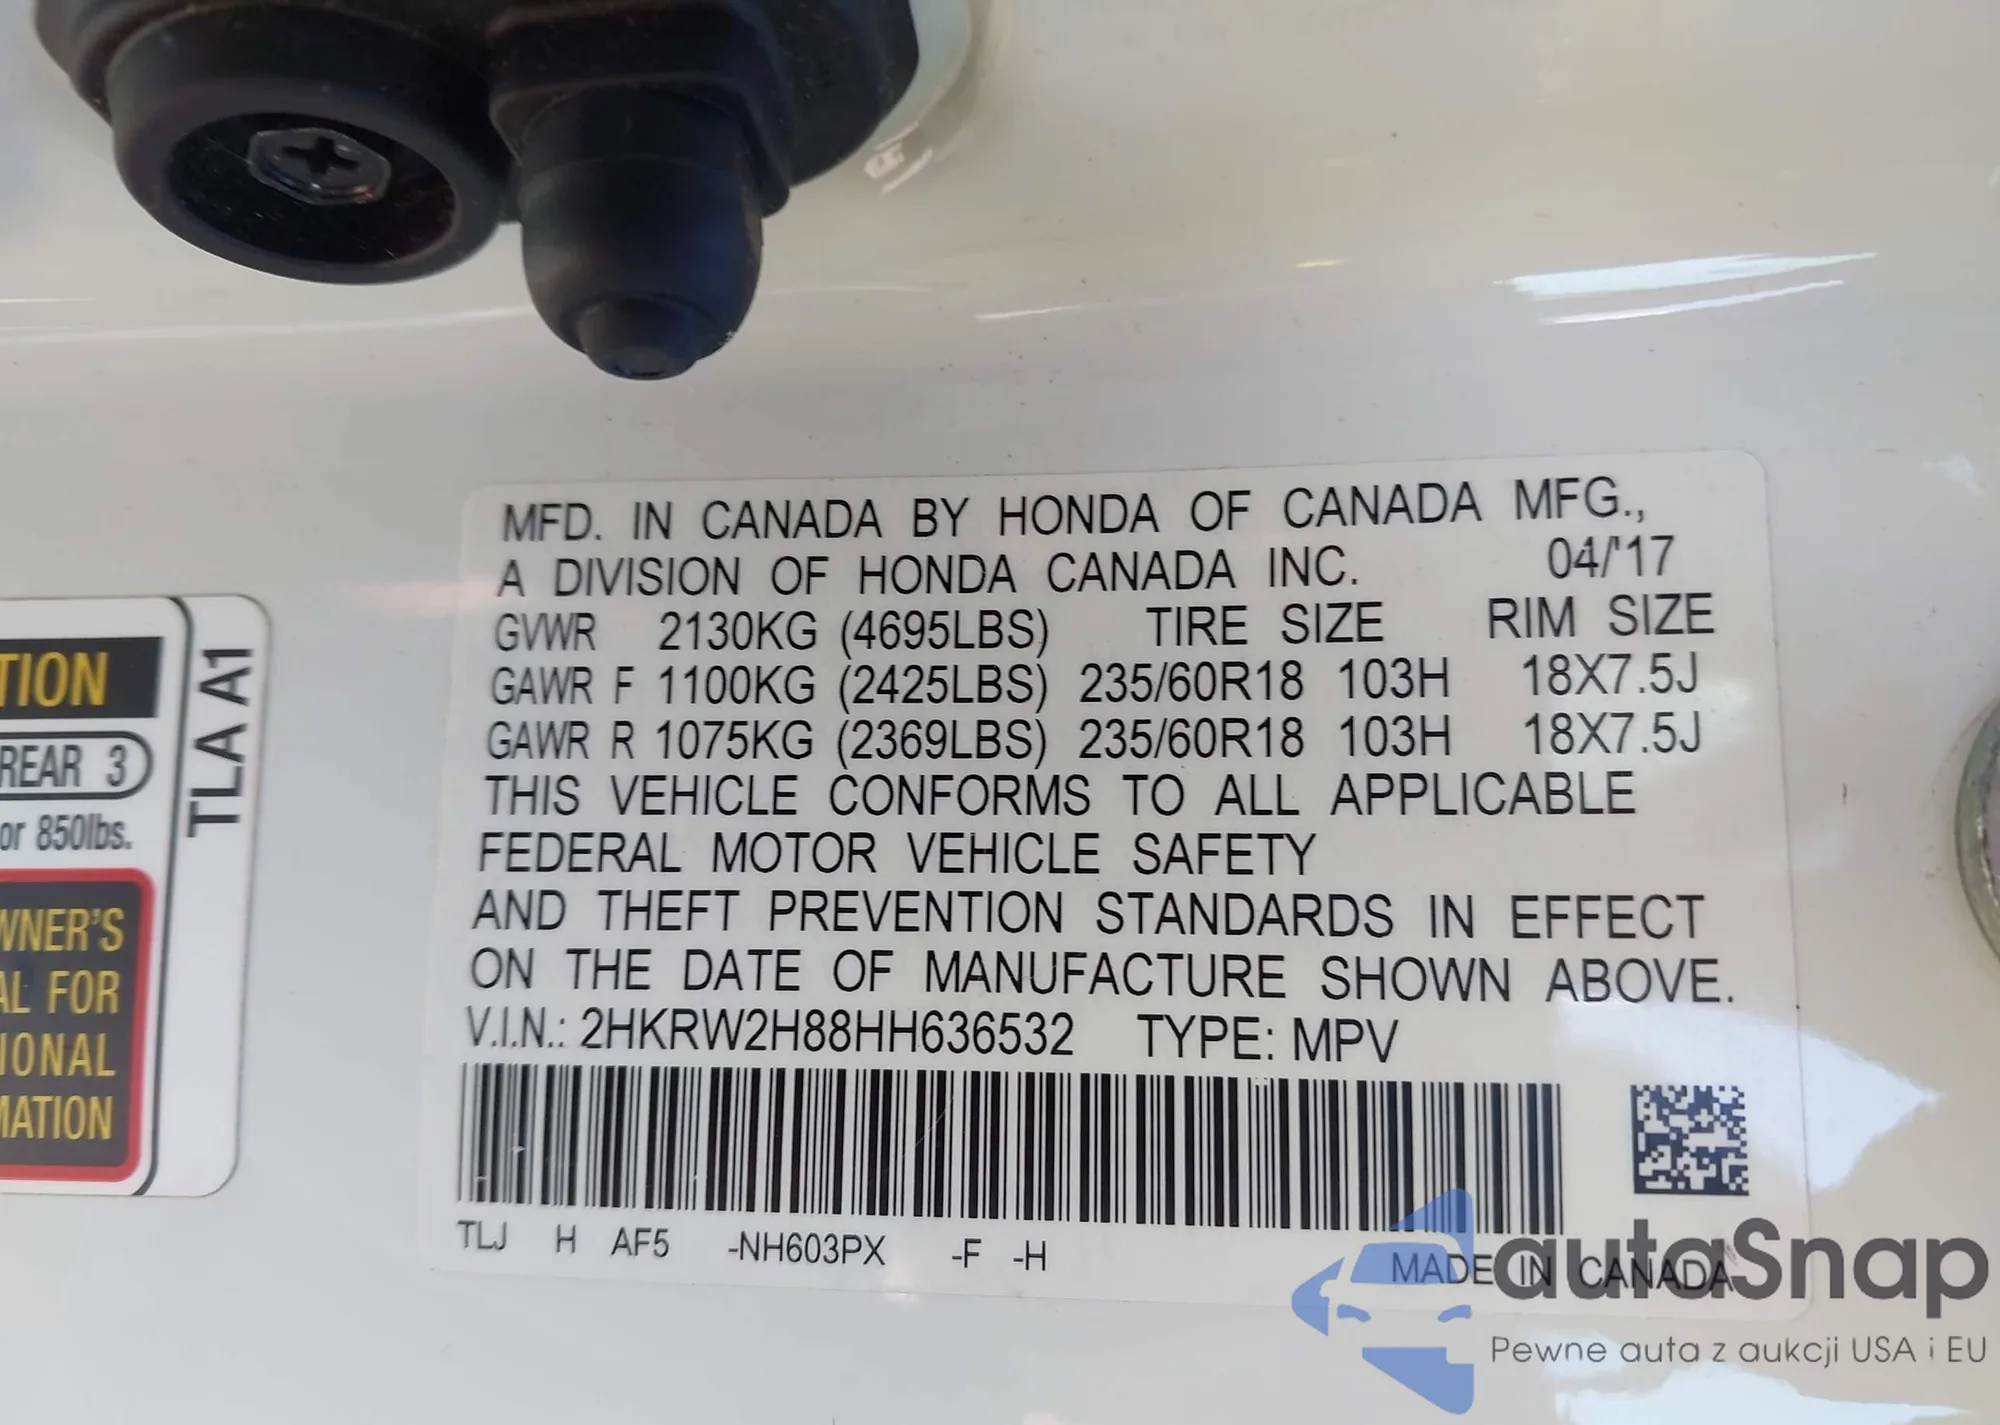 MFD. IN CANADA BY HONDA OF CANADA MFG.,
A DIVISION OF HONDA CANADA INC. 04/'17
GVWR 2130KG (4695LBS) TIRE SIZE RIM SIZE
GAWR F 1100KG (2425LBS) 235/60R18 103H 18X7.5J
GAWR R 1075KG (2369LBS) 235/60R18 103H 18X7.5J
THIS VEHICLE CONFORMS TO ALL APPLICABLE
FEDERAL MOTOR VEHICLE SAFETY
AND THEFT PREVENTION STANDARDS IN EFFECT
ON THE DATE OF MANUFACTURE SHOWN ABOVE.
V.I.N.: 2HKRW2H88HH636532 TYPE: MPV
TLJ H AF5 -NH603PX -F -H
MADE IN CANADA
TION
REAR 3
or 850lbs.
WNER'S
AL FOR
IONAL
MATION
TLA A1
autoSnap
Pewne auta z aukcji USA i EU